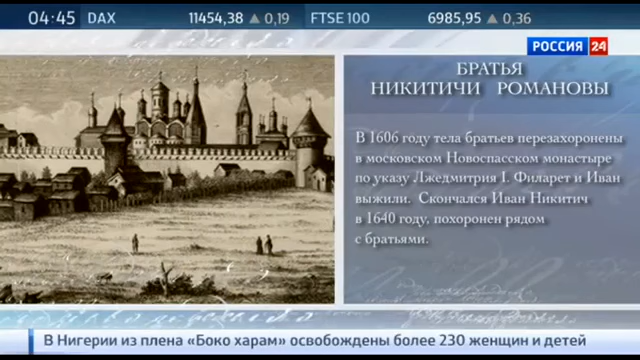 04:45 DAX 11454,38 ▲ 0,19 FTSE 100 6985,95 ▲ 0,36
РОССИЯ 24
БРАТЬЯ
НИКИТИЧИ РОМАНОВЫ
В 1606 году тела братьев перезахоронены
в московском Новоспасском монастыре
по указу Лжедмитрия I. Филарет и Иван
выжили. Скончался Иван Никитич
в 1640 году, похоронен рядом
с братьями.
В Нигерии из плена «Боко харам» освобождены более 230 женщин и детей